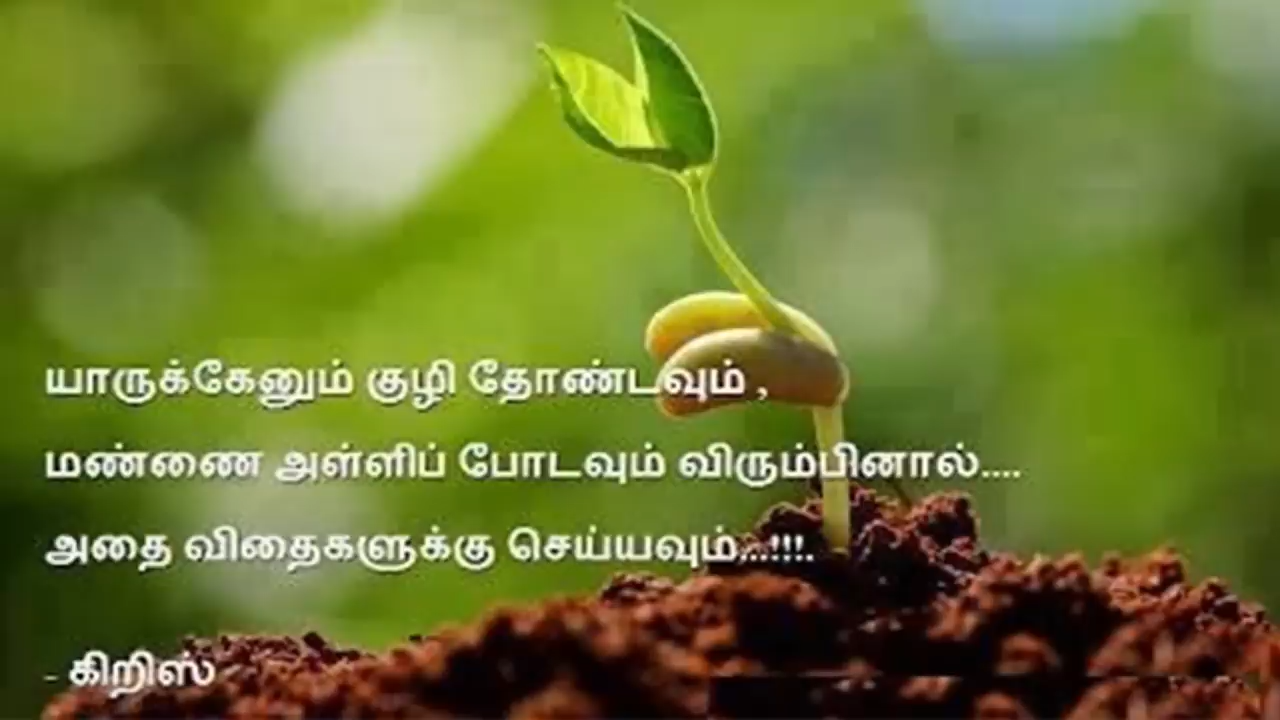 யாருக்கேனும் குழி தோண்டவும் ,
மண்ணை அள்ளிப் போடவும் விரும்பினால்....
அதை விதைகளுக்கு செய்யவும்...!!!.
- கிறிஸ்